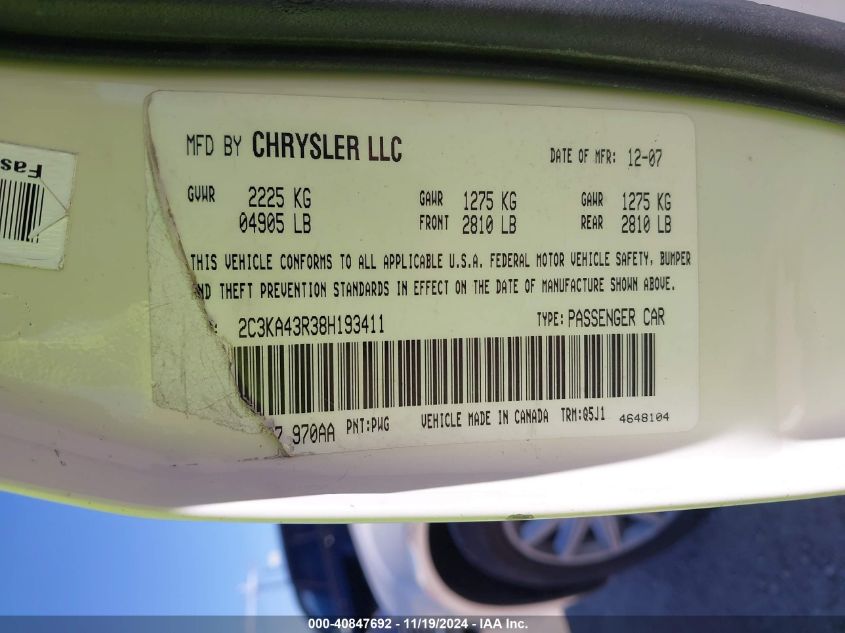 MFD BY CHRYSLER LLC DATE OF MFR: 12-07
GVWR 2225 KG GAWR 1275 KG GAWR 1275 KG
04905 LB FRONT 2810 LB REAR 2810 LB
THIS VEHICLE CONFORMS TO ALL APPLICABLE U.S.A. FEDERAL MOTOR VEHICLE SAFETY, BUMPER
AND THEFT PREVENTION STANDARDS IN EFFECT ON THE DATE OF MANUFACTURE SHOWN ABOVE.
2C3KA43R38H193411 TYPE: PASSENGER CAR
970AA PNT:PWG VEHICLE MADE IN CANADA TRM:Q5J1 4648104
Fas
000-40847692 - 11/19/2024 - IAA Inc.